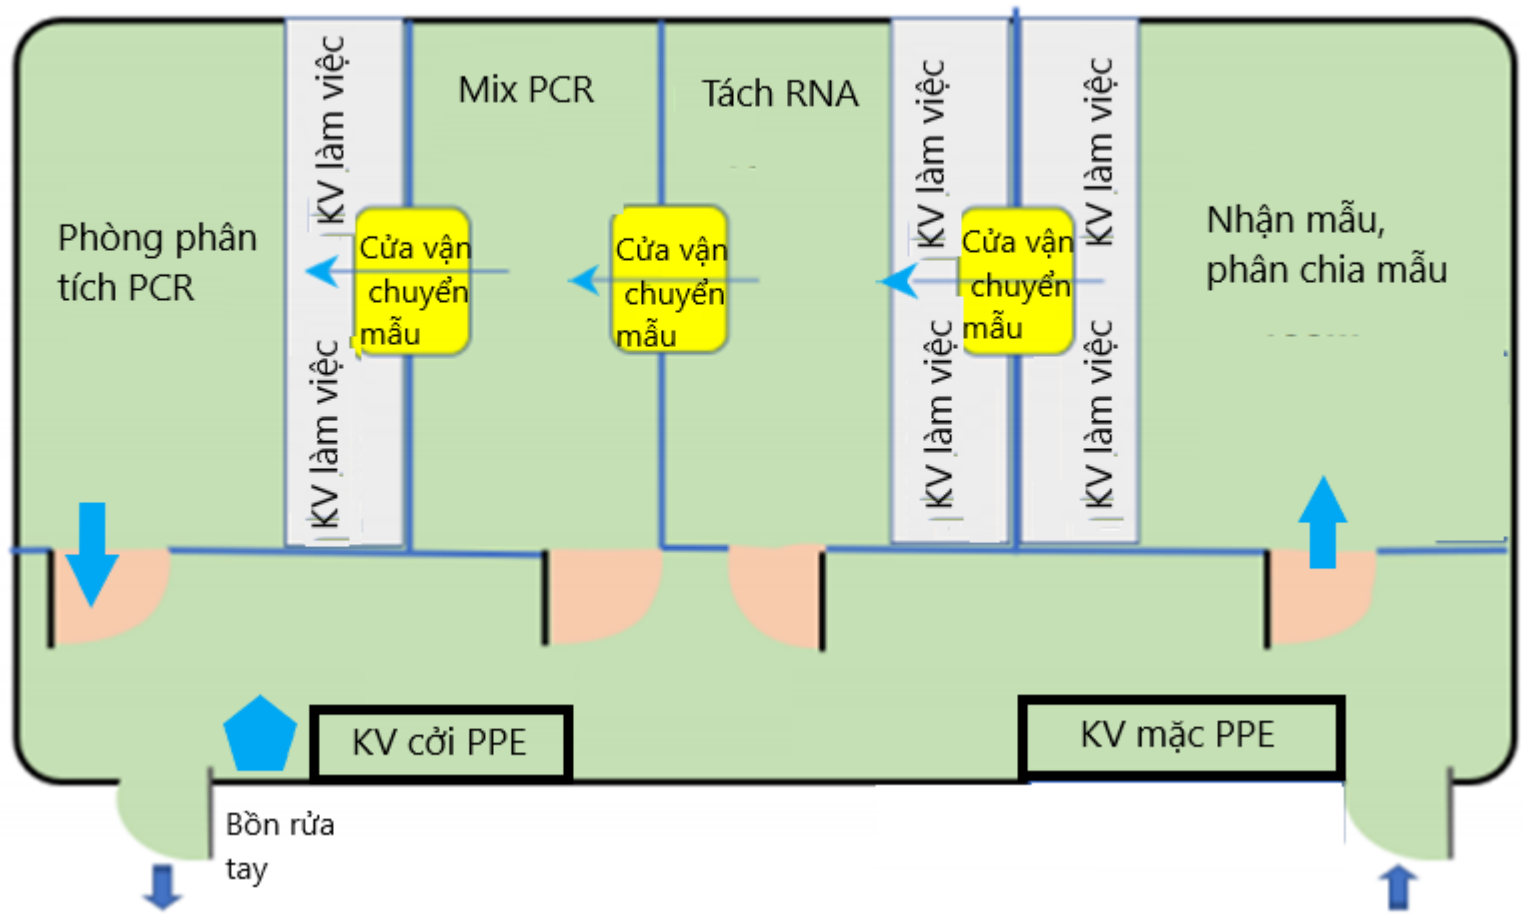 KV làm việc
Mix PCR
Tách RNA
KV làm việc
KV làm việc
Phòng phân
tích PCR
Cửa vận
chuyển
mẫu
Cửa vận
chuyển
mẫu
Cửa vận
chuyển
mẫu
Nhận mẫu,
phân chia mẫu
KV làm việc
KV làm việc
KV làm việc
KV cởi PPE
KV mặc PPE
Bồn rửa
tay